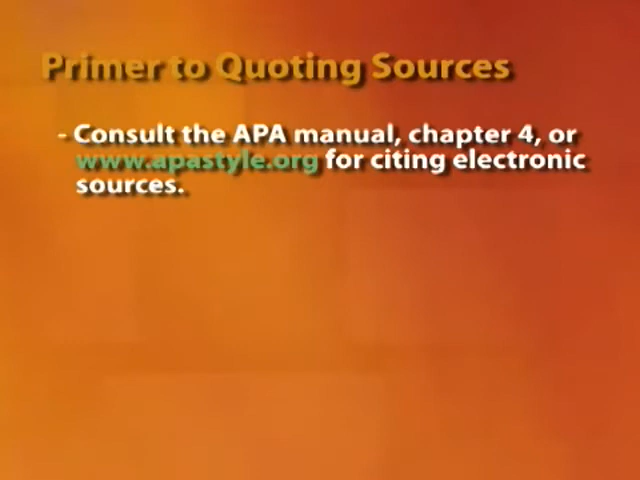 Primer to Quoting Sources
- Consult the APA manual, chapter 4, or
www.apastyle.org for citing electronic
sources.